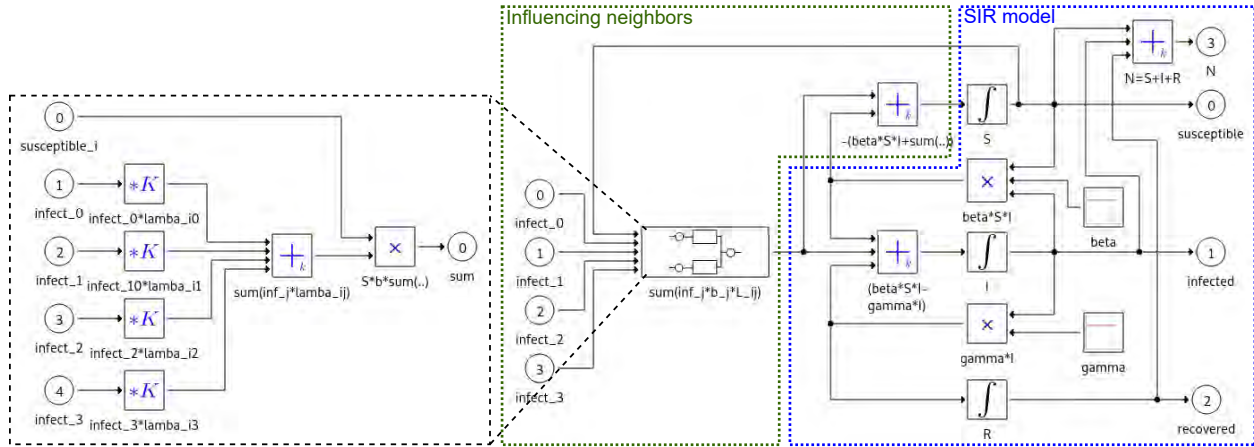 Influencing neighbors
SIR model
0
susceptible_i
1
*K
infect_0
infect_0*lamba_i0
2
*K
infect_1
infect_10*lamba_i1
3
*K
infect_2
infect_2*lamba_i2
4
*K
infect_3
infect_3*lamba_i3
+k
sum(inf_j*lamba_ij)
×
S*b*sum(..)
0
sum
0
infect_0
1
infect_1
2
infect_2
3
infect_3
sum(inf_j*b_j*L_ij)
+k
-(beta*S*I+sum(..))
∫
S
+k
N=S+I+R
3
N
0
susceptible
×
beta*S*I
beta
+k
(beta*S*I-
gamma*I)
∫
I
1
infected
×
gamma*I
gamma
∫
R
2
recovered